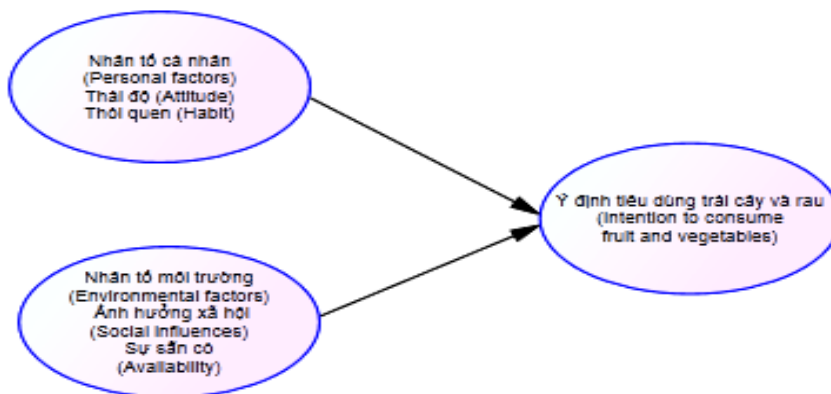 Nhân tố cá nhân
(Personal factors)
Thái độ (Attitude)
Thói quen (Habit)
Ý định tiêu dùng trái cây và rau
(Intention to consume
fruit and vegetables)
Nhân tố môi trường
(Environmental factors)
Ảnh hưởng xã hội
(Social influences)
Sự sẵn có
(Availability)